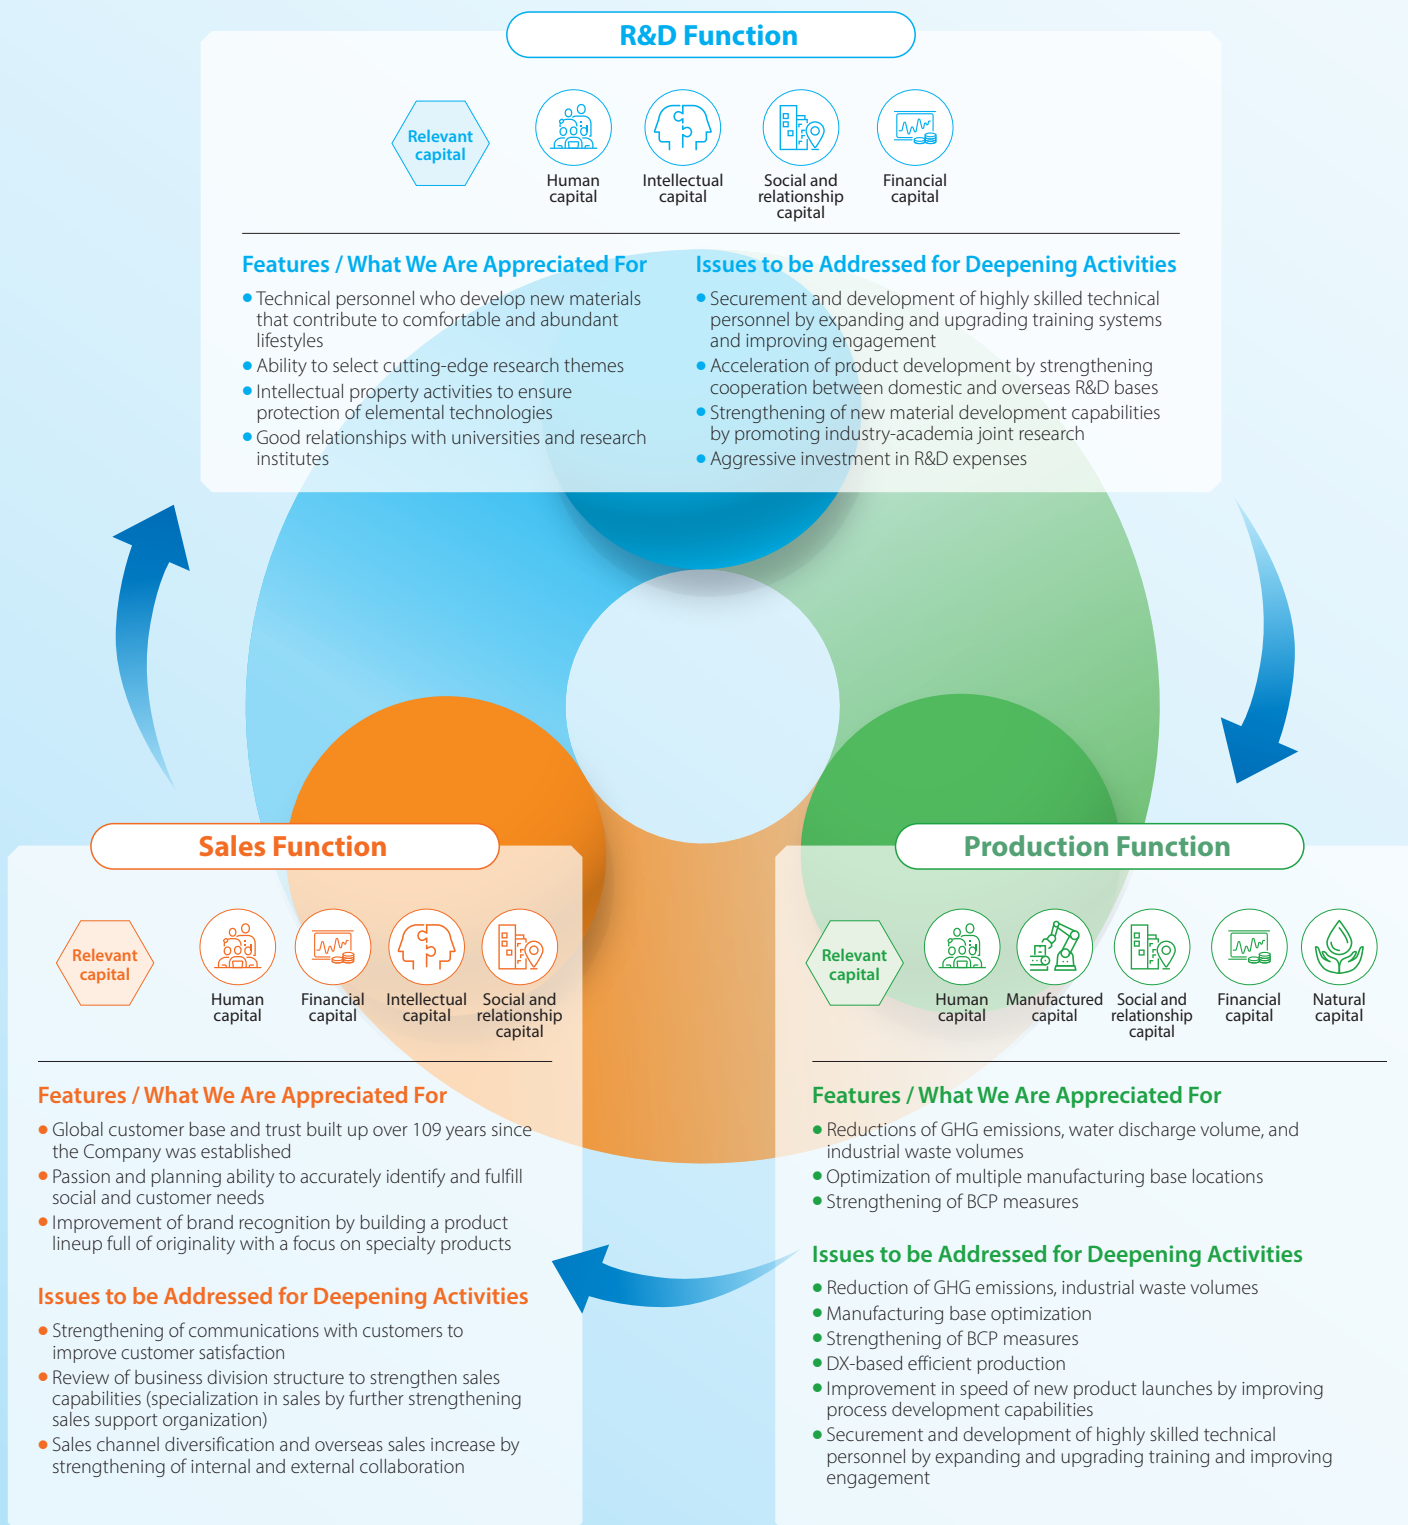 R&D Function
Relevant
capital
Human
capital
Intellectual
capital
Social and
relationship
capital
Financial
capital
Features / What We Are Appreciated For
● Technical personnel who develop new materials
that contribute to comfortable and abundant
lifestyles
● Ability to select cutting-edge research themes
● Intellectual property activities to ensure
protection of elemental technologies
● Good relationships with universities and research
institutes
Issues to be Addressed for Deepening Activities
● Securement and development of highly skilled technical
personnel by expanding and upgrading training systems
and improving engagement
● Acceleration of product development by strengthening
cooperation between domestic and overseas R&D bases
● Strengthening of new material development capabilities
by promoting industry-academia joint research
● Aggressive investment in R&D expenses
Sales Function
Relevant
capital
Human
capital
Financial
capital
Intellectual
capital
Social and
relationship
capital
Features / What We Are Appreciated For
● Global customer base and trust built up over 109 years since
the Company was established
● Passion and planning ability to accurately identify and fulfill
social and customer needs
● Improvement of brand recognition by building a product
lineup full of originality with a focus on specialty products
Issues to be Addressed for Deepening Activities
● Strengthening of communications with customers to
improve customer satisfaction
● Review of business division structure to strengthen sales
capabilities (specialization in sales by further strengthening
sales support organization)
● Sales channel diversification and overseas sales increase by
strengthening of internal and external collaboration
Production Function
Relevant
capital
Human
capital
Manufactured
capital
Social and
relationship
capital
Financial
capital
Natural
capital
Features / What We Are Appreciated For
● Reductions of GHG emissions, water discharge volume, and
industrial waste volumes
● Optimization of multiple manufacturing base locations
● Strengthening of BCP measures
Issues to be Addressed for Deepening Activities
● Reduction of GHG emissions, industrial waste volumes
● Manufacturing base optimization
● Strengthening of BCP measures
● DX-based efficient production
● Improvement in speed of new product launches by improving
process development capabilities
● Securement and development of highly skilled technical
personnel by expanding and upgrading training and improving
engagement